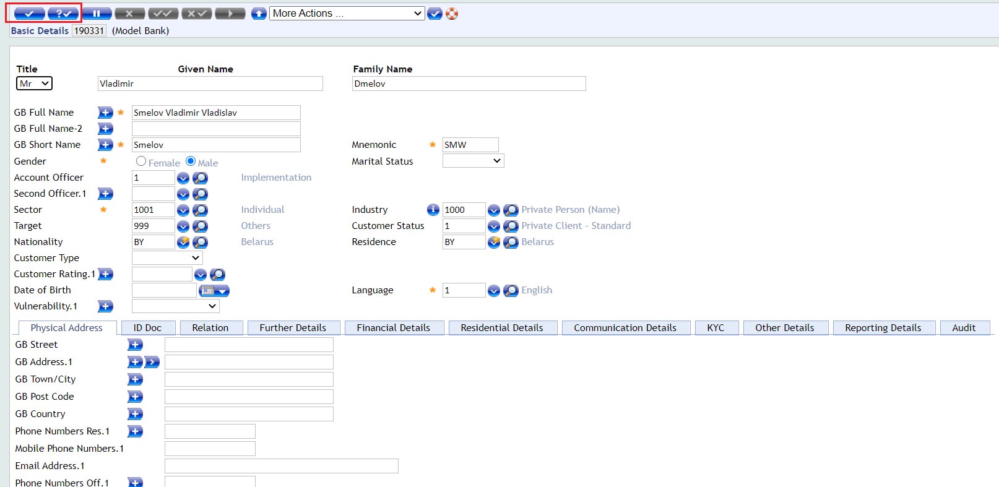 More Actions ...
Basic Details 190331 (Model Bank)
Title Given Name Family Name
Mr Vladimir Dmelov
GB Full Name * Smelov Vladimir Vladislav
GB Full Name-2
GB Short Name * Smelov Mnemonic * SMW
Gender * Female Male Marital Status
Account Officer 1 Implementation
Second Officer.1
Sector * 1001 Individual Industry 1000 Private Person (Name)
Target 999 Others Customer Status 1 Private Client - Standard
Nationality BY Belarus Residence BY Belarus
Customer Type
Customer Rating.1
Date of Birth Language * 1 English
Vulnerability.1
Physical Address ID Doc Relation Further Details Financial Details Residential Details Communication Details KYC Other Details Reporting Details Audit
GB Street
GB Address.1
GB Town/City
GB Post Code
GB Country
Phone Numbers Res.1
Mobile Phone Numbers.1
Email Address.1
Phone Numbers Off.1